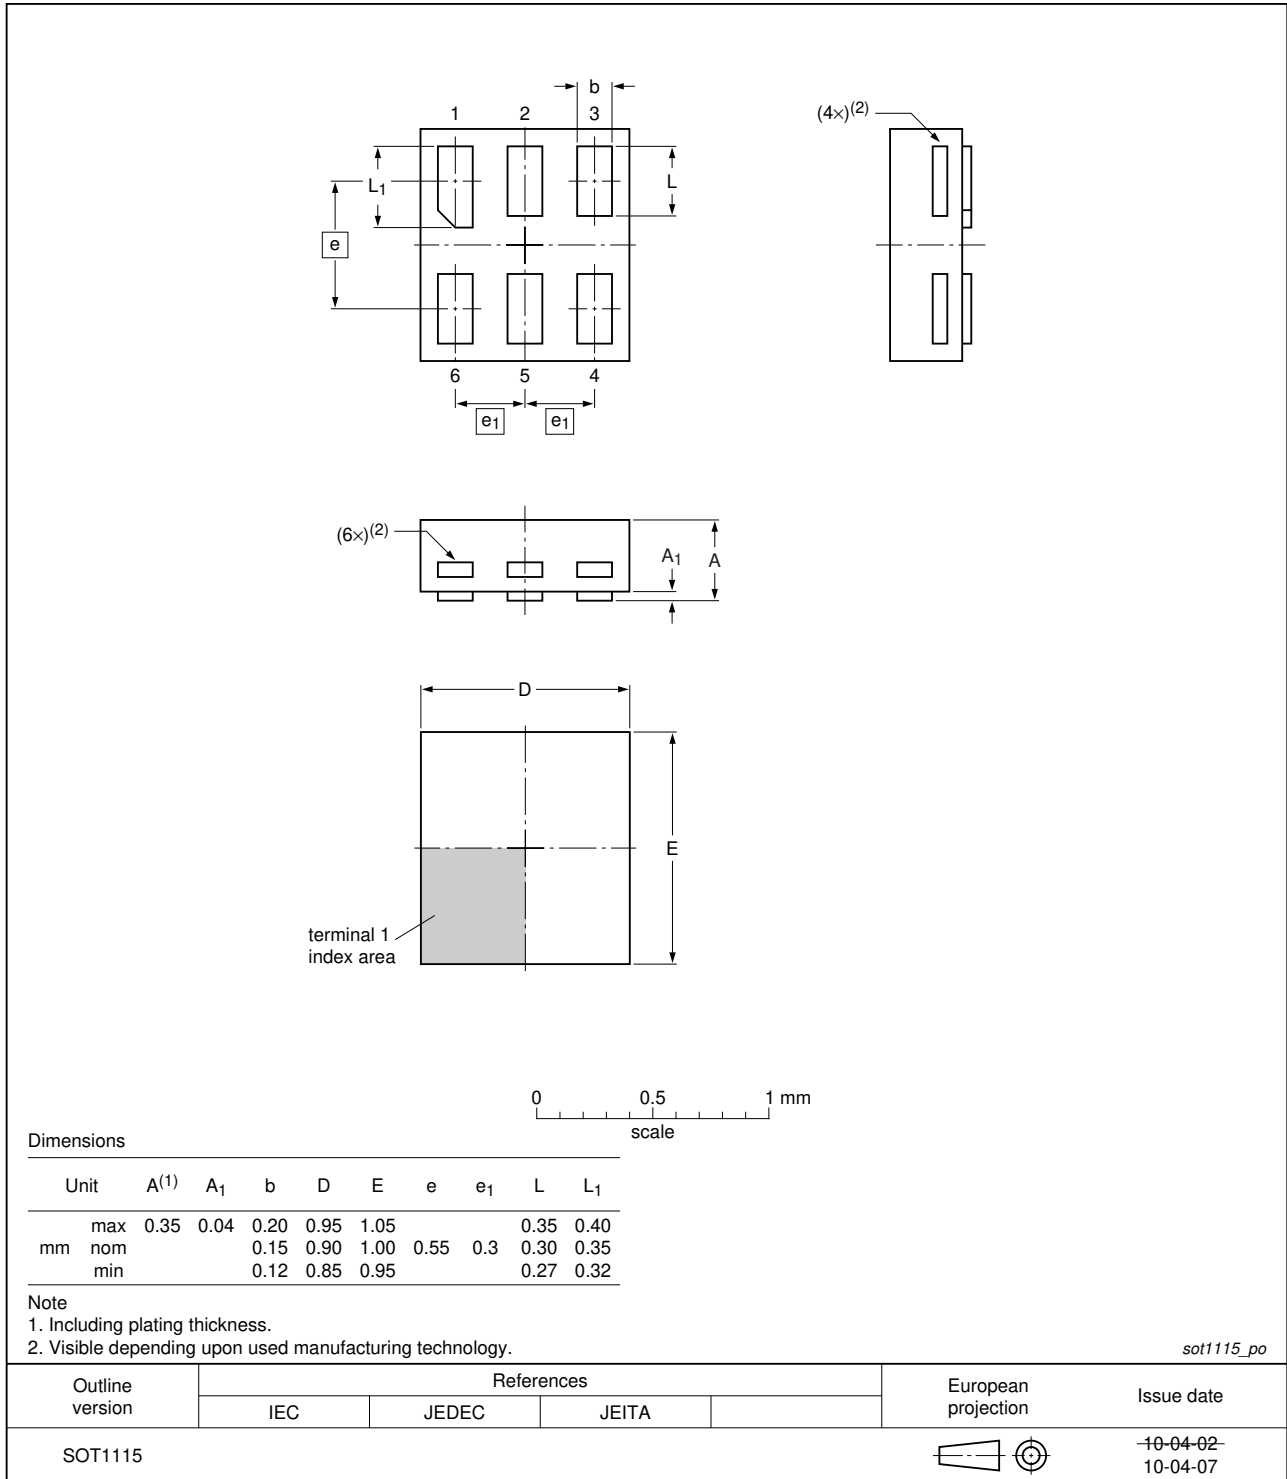 b
1 2 3
(4×)(2)
L1
L
e
6 5 4
e1 e1
(6×)(2)
A1 A
D
E
terminal 1
index area
0 0.5 1 mm
scale
Dimensions
Unit A(1) A1 b D E e e1 L L1
max 0.35 0.04 0.20 0.95 1.05 0.35 0.40
mm nom 0.15 0.90 1.00 0.55 0.3 0.30 0.35
min 0.12 0.85 0.95 0.27 0.32
Note
1. Including plating thickness.
2. Visible depending upon used manufacturing technology.
sot1115_po
Outline
version
References
IEC JEDEC JEITA
European
projection
Issue date
SOT1115
10-04-02
10-04-07